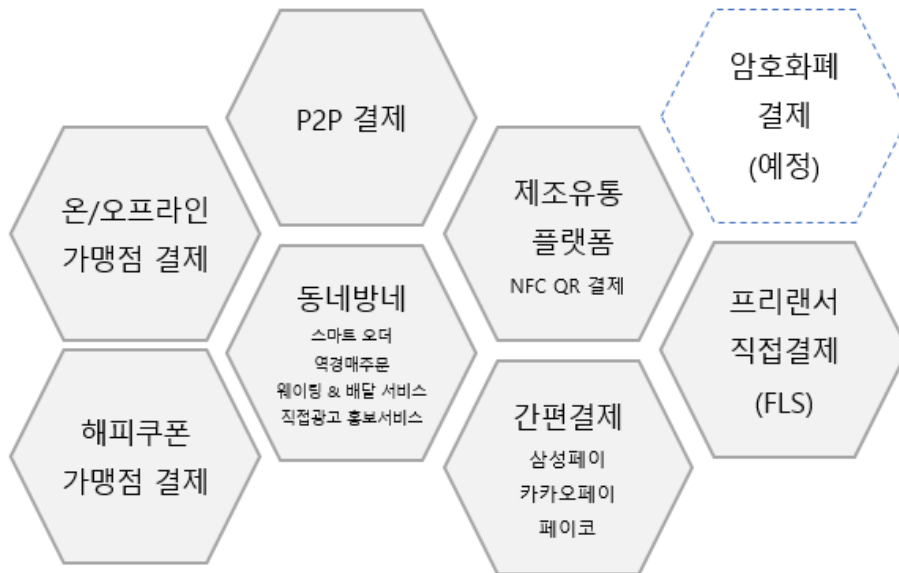 P2P 결제
암호화폐
결제
(예정)
온/오프라인
가맹점 결제
제조유통
플랫폼
NFC QR 결제
동네방네
스마트 오더
역경매주문
웨이팅 & 배달 서비스
직접광고 홍보서비스
프리랜서
직접결제
(FLS)
해피쿠폰
가맹점 결제
간편결제
삼성페이
카카오페이
페이코